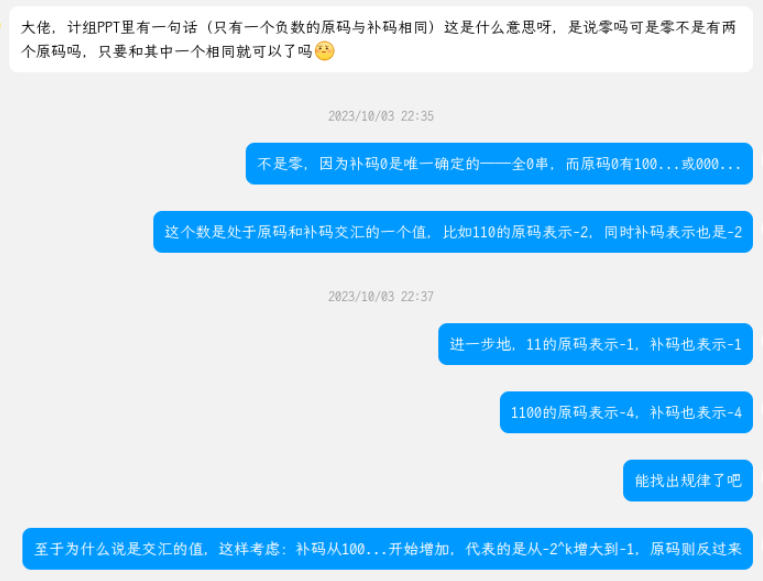 大佬，计组PPT里有一句话（只有一个负数的原码与补码相同）这是什么意思呀，是说零吗可是零不是有两
个原码吗，只要和其中一个相同就可以了吗
2023/10/03 22:35
不是零，因为补码0是唯一确定的——全0串，而原码0有100...或000...
这个数是处于原码和补码交汇的一个值，比如110的原码表示-2，同时补码表示也是-2
2023/10/03 22:37
进一步地，11的原码表示-1，补码也表示-1
1100的原码表示-4，补码也表示-4
能找出规律了吧
至于为什么说是交汇的值，这样考虑：补码从100...开始增加，代表的是从-2^k增大到-1，原码则反过来